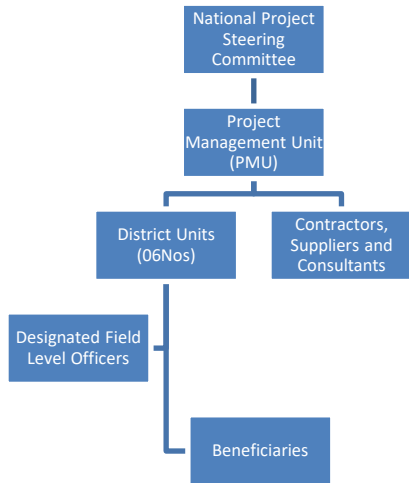 National Project
Steering
Committee
Project
Management Unit
(PMU)
District Units
(06Nos)
Contractors,
Suppliers and
Consultants
Designated Field
Level Officers
Beneficiaries